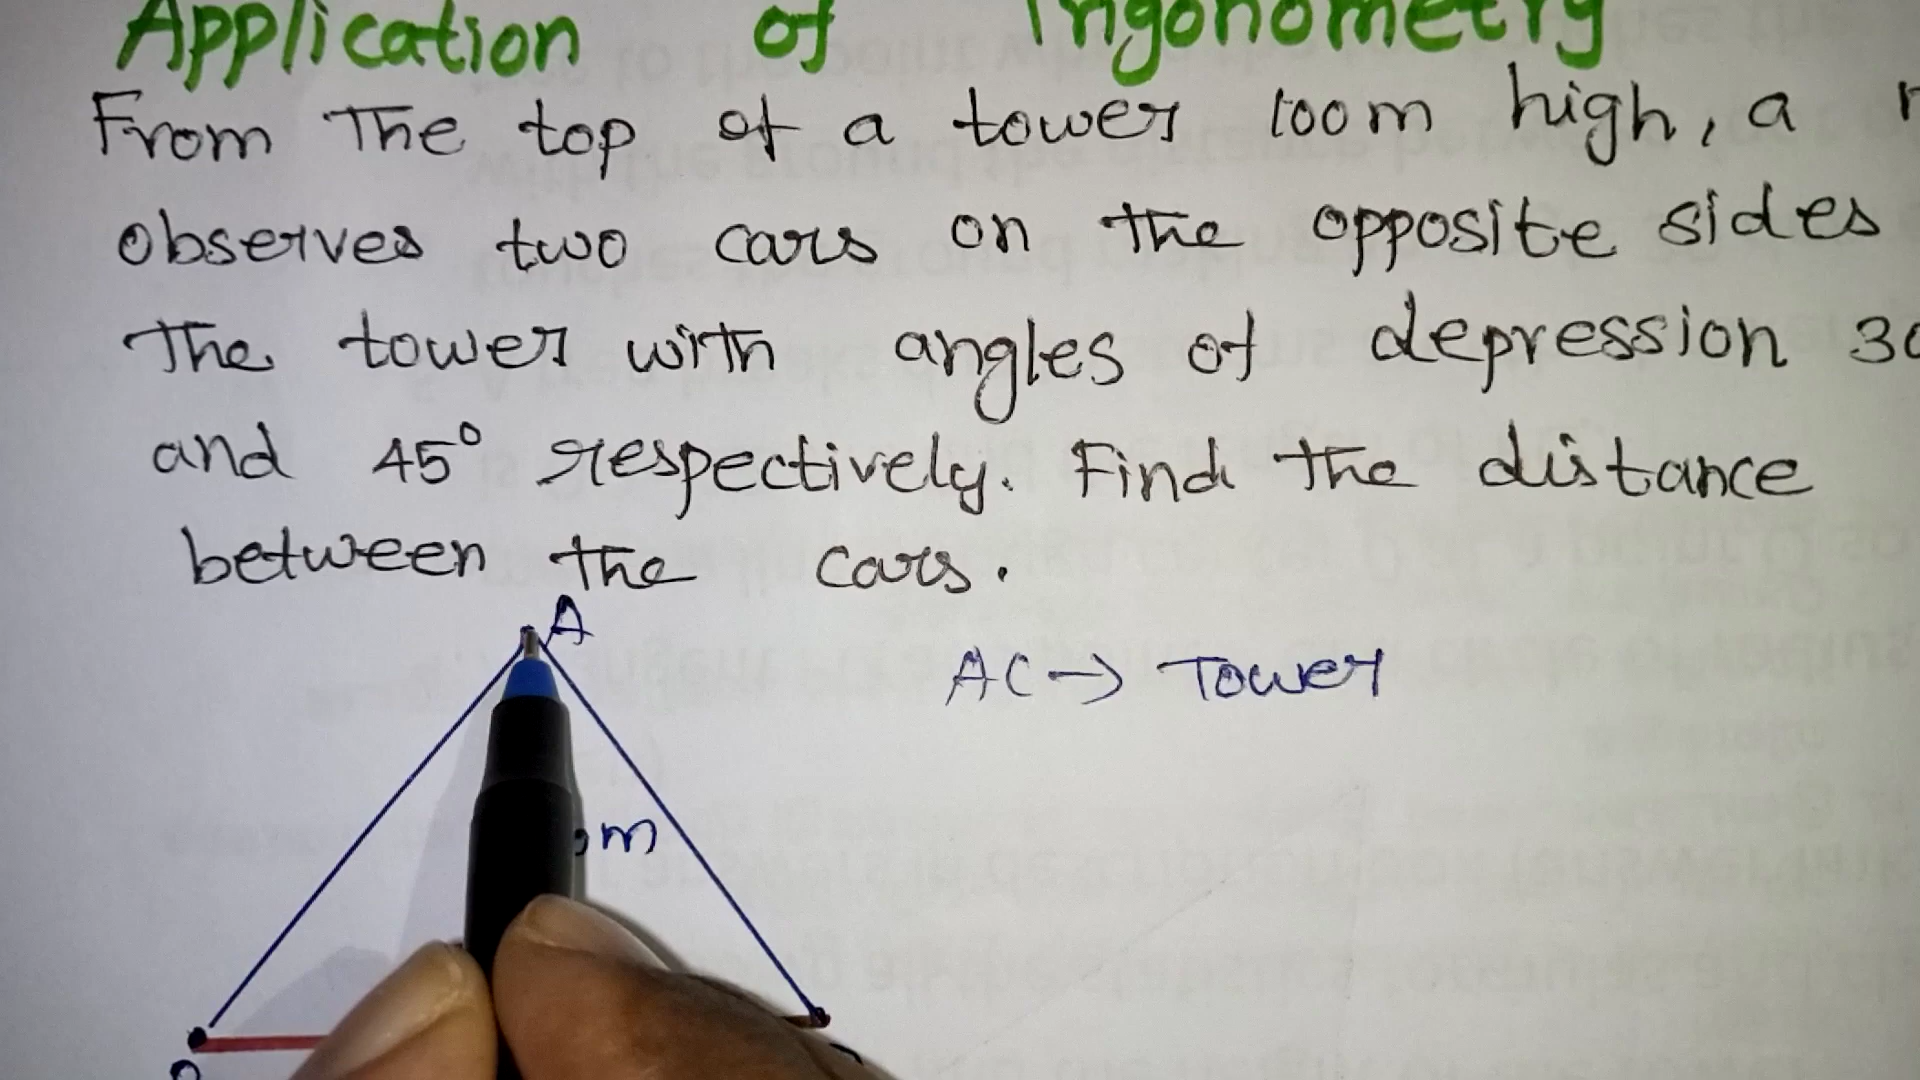 Application of Trigonometry
From The top of a tower 100m high, a
observes two cars on the opposite sides
The tower with angles of depression 30
and 45° respectively. Find the distance
between the cars.
A
AC → Tower
m